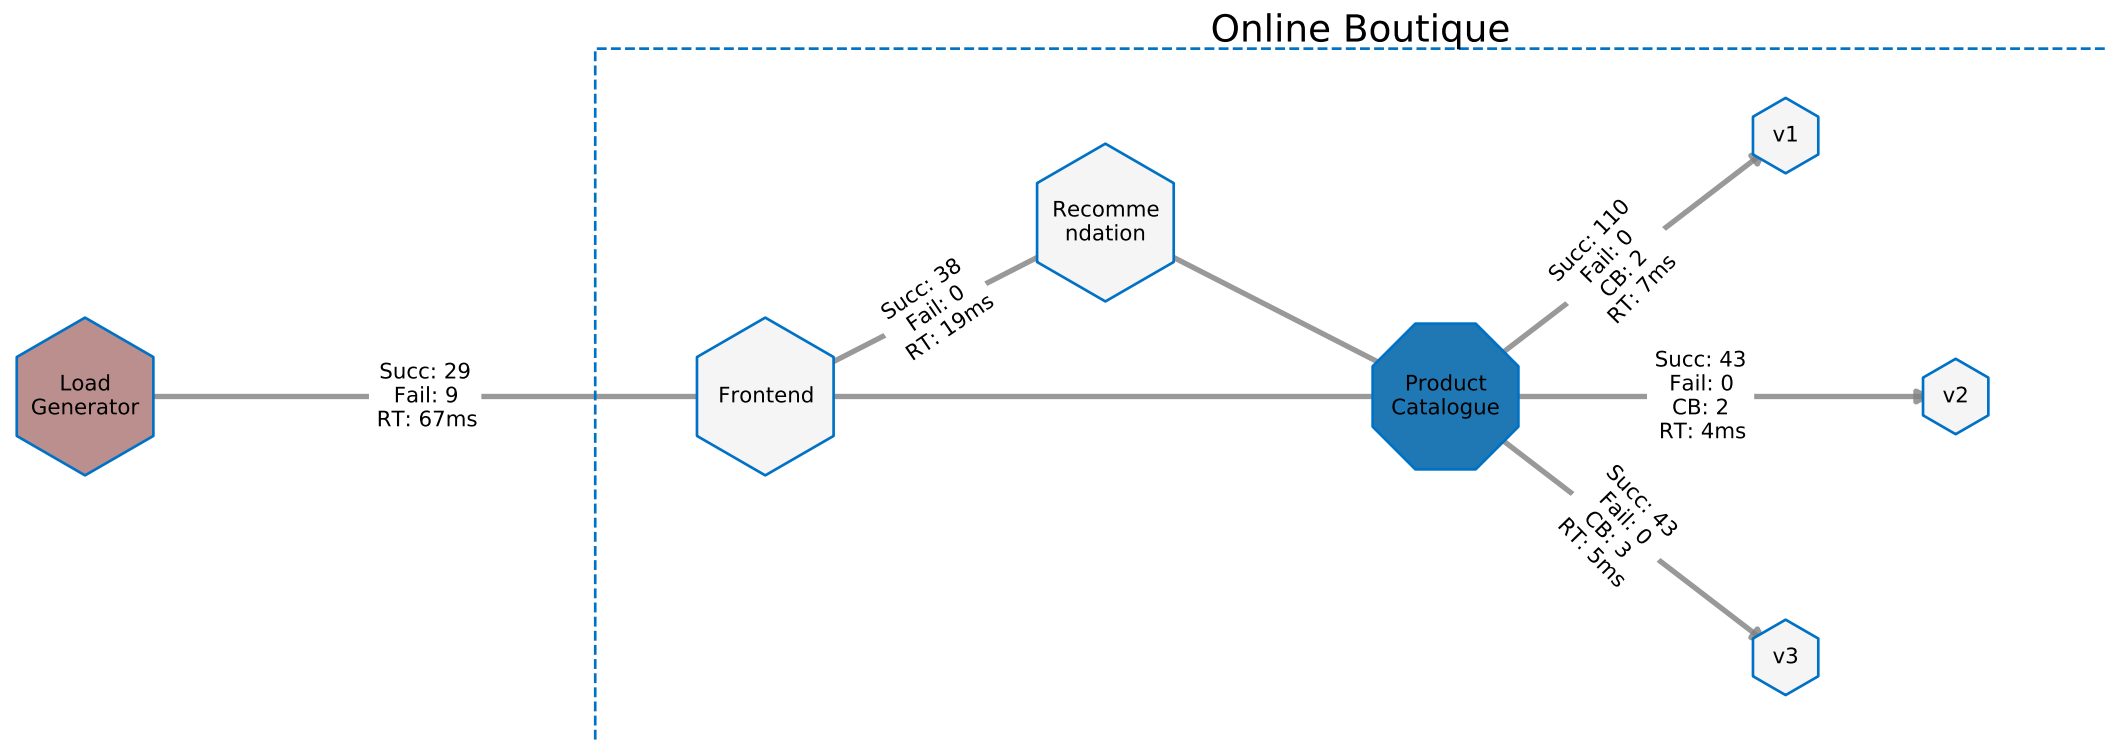 Online Boutique
Load
Generator
Succ: 29
Fail: 9
RT: 67ms
Frontend
Succ: 38
Fail: 0
RT: 19ms
Recomme
ndation
Product
Catalogue
Succ: 110
Fail: 0
CB: 2
RT: 7ms
v1
Succ: 43
Fail: 0
CB: 2
RT: 4ms
v2
Succ: 43
Fail: 0
CB: 3
RT: 5ms
v3